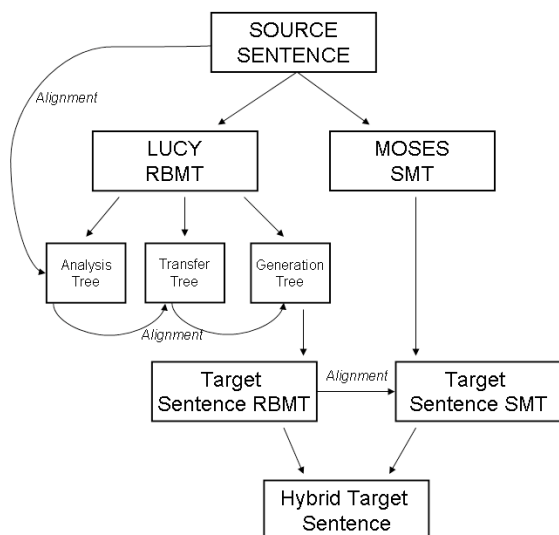 SOURCE
SENTENCE
Alignment
LUCY
RBMT
MOSES
SMT
Analysis
Tree
Transfer
Tree
Generation
Tree
Alignment
Target
Sentence RBMT
Alignment
Target
Sentence SMT
Hybrid Target
Sentence